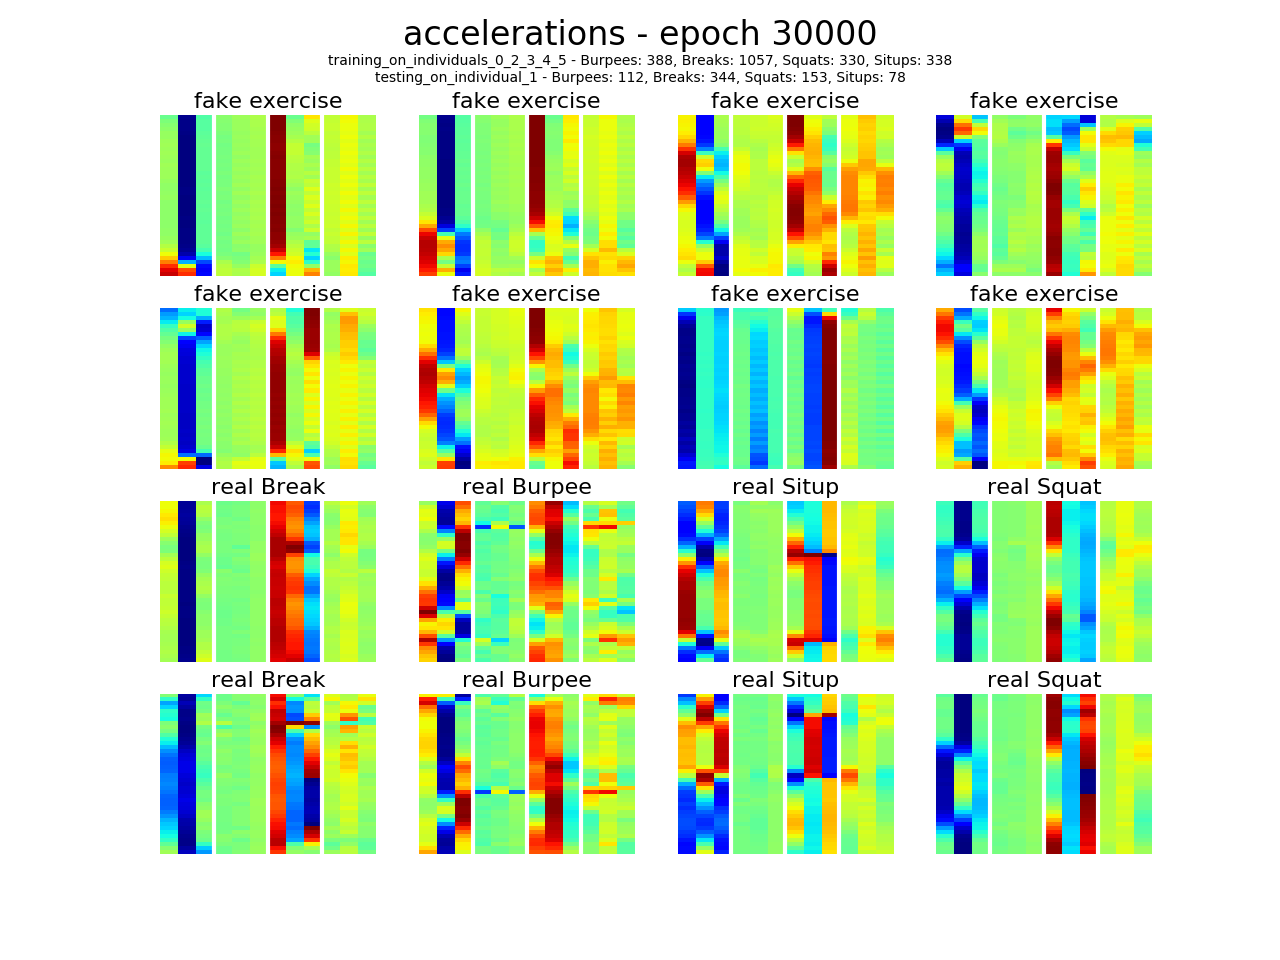 accelerations - epoch 30000
training_on_individuals_0_2_3_4_5 - Burpees: 388, Breaks: 1057, Squats: 330, Situps: 338
testing_on_individual_1 - Burpees: 112, Breaks: 344, Squats: 153, Situps: 78
fake exercise fake exercise fake exercise fake exercise
fake exercise fake exercise fake exercise fake exercise
real Break real Burpee real Situp real Squat
real Break real Burpee real Situp real Squat